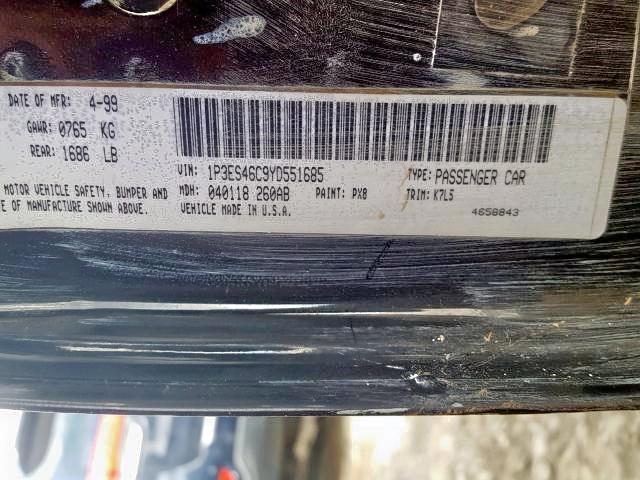 DATE OF MFR: 4-99
GAWR: 0765 KG
REAR: 1686 LB
VIN: 1P3ES46C9YD551685 TYPE: PASSENGER CAR
MDH: 040118 260AB PAINT: PX8 TRIM: K7L5
VEHICLE MADE IN U.S.A. 4658843
MOTOR VEHICLE SAFETY, BUMPER AND
E OF MANUFACTURE SHOWN ABOVE.